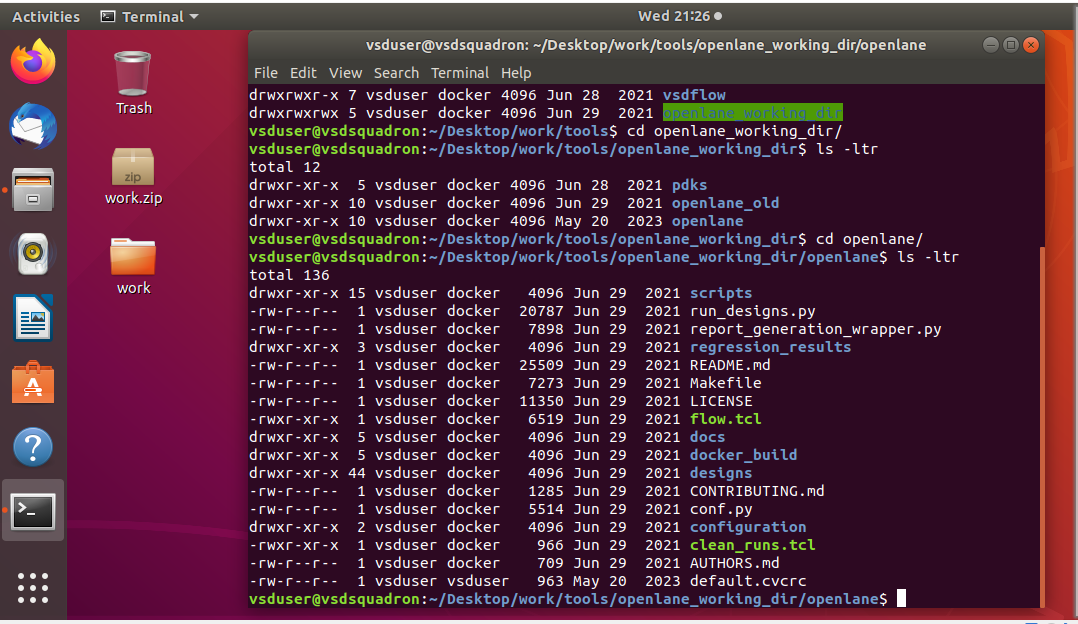 Activities Terminal Wed 21:26
vsduser@vsdsquadron: ~/Desktop/work/tools/openlane_working_dir/openlane
File Edit View Search Terminal Help
Trash
zip
work.zip
work
drwxrwxr-x 7 vsduser docker 4096 Jun 28  2021 vsdflow
drwxrwxrwx 5 vsduser docker 4096 Jun 29  2021 openlane_working_dir
vsduser@vsdsquadron:~/Desktop/work/tools$ cd openlane_working_dir/
vsduser@vsdsquadron:~/Desktop/work/tools/openlane_working_dir$ ls -ltr
total 12
drwxr-xr-x  5 vsduser docker 4096 Jun 28  2021 pdks
drwxr-xr-x 10 vsduser docker 4096 Jun 29  2021 openlane_old
drwxr-xr-x 10 vsduser docker 4096 May 20  2023 openlane
vsduser@vsdsquadron:~/Desktop/work/tools/openlane_working_dir$ cd openlane/
vsduser@vsdsquadron:~/Desktop/work/tools/openlane_working_dir/openlane$ ls -ltr
total 136
drwxr-xr-x 15 vsduser docker   4096 Jun 29  2021 scripts
-rw-r--r--  1 vsduser docker  20787 Jun 29  2021 run_designs.py
-rw-r--r--  1 vsduser docker   7898 Jun 29  2021 report_generation_wrapper.py
drwxr-xr-x  3 vsduser docker   4096 Jun 29  2021 regression_results
-rw-r--r--  1 vsduser docker  25509 Jun 29  2021 README.md
-rw-r--r--  1 vsduser docker   7273 Jun 29  2021 Makefile
-rw-r--r--  1 vsduser docker  11350 Jun 29  2021 LICENSE
-rwxr-xr-x  1 vsduser docker   6519 Jun 29  2021 flow.tcl
drwxr-xr-x  5 vsduser docker   4096 Jun 29  2021 docs
drwxr-xr-x  5 vsduser docker   4096 Jun 29  2021 docker_build
drwxr-xr-x 44 vsduser docker   4096 Jun 29  2021 designs
-rw-r--r--  1 vsduser docker   1285 Jun 29  2021 CONTRIBUTING.md
-rw-r--r--  1 vsduser docker   5514 Jun 29  2021 conf.py
drwxr-xr-x  2 vsduser docker   4096 Jun 29  2021 configuration
-rwxr-xr-x  1 vsduser docker    966 Jun 29  2021 clean_runs.tcl
-rw-r--r--  1 vsduser docker    709 Jun 29  2021 AUTHORS.md
-rw-r--r--  1 vsduser vsduser   963 May 20  2023 default.cvcrc
vsduser@vsdsquadron:~/Desktop/work/tools/openlane_working_dir/openlane$